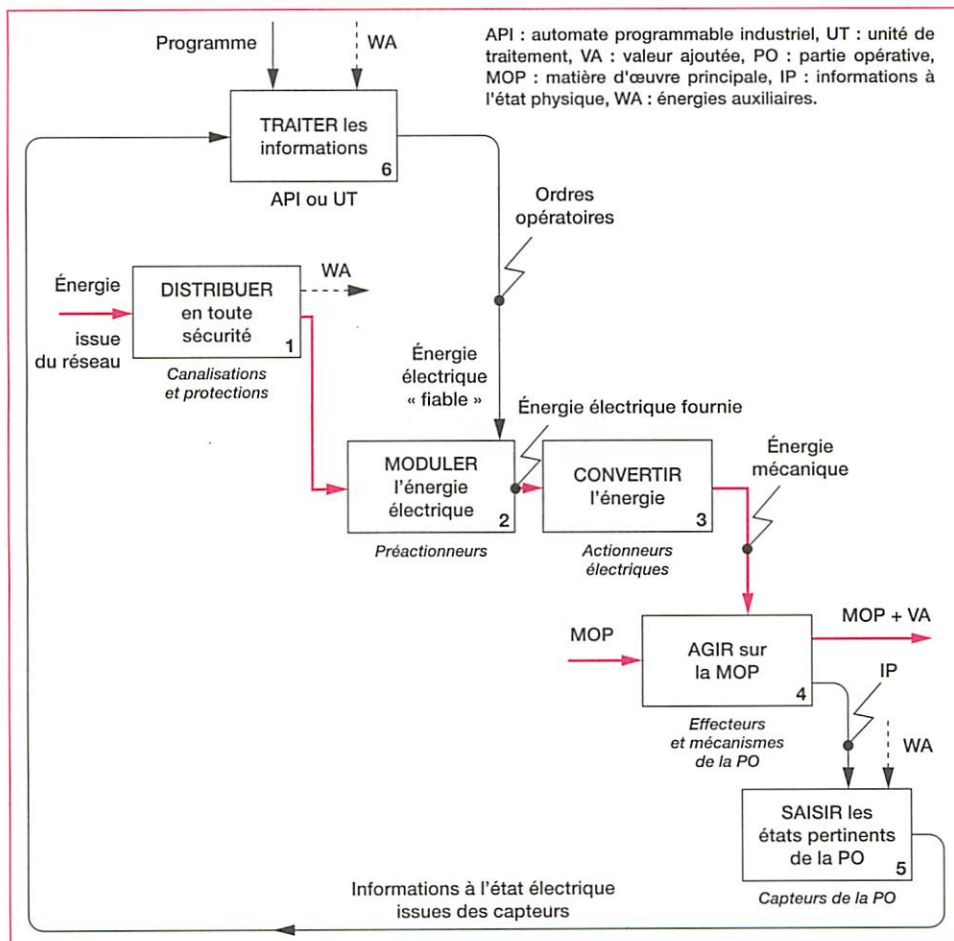 Programme
WA
API : automate programmable industriel, UT : unité de
traitement, VA : valeur ajoutée, PO : partie opérative,
MOP : matière d'œuvre principale, IP : informations à
l'état physique, WA : énergies auxiliaires.
TRAITER les
informations
6
API ou UT
Ordres
opératoires
Énergie
issue
du réseau
DISTRIBUER
en toute
sécurité
1
WA
Canalisations
et protections
Énergie
électrique
« fiable »
Énergie électrique fournie
MODULER
l'énergie
électrique
2
Préactionneurs
CONVERTIR
l'énergie
3
Actionneurs
électriques
Énergie
mécanique
MOP
AGIR sur
la MOP
4
MOP + VA
Effecteurs
et mécanismes
de la PO
IP
WA
SAISIR les
états pertinents
de la PO
5
Capteurs de la PO
Informations à l'état électrique
issues des capteurs